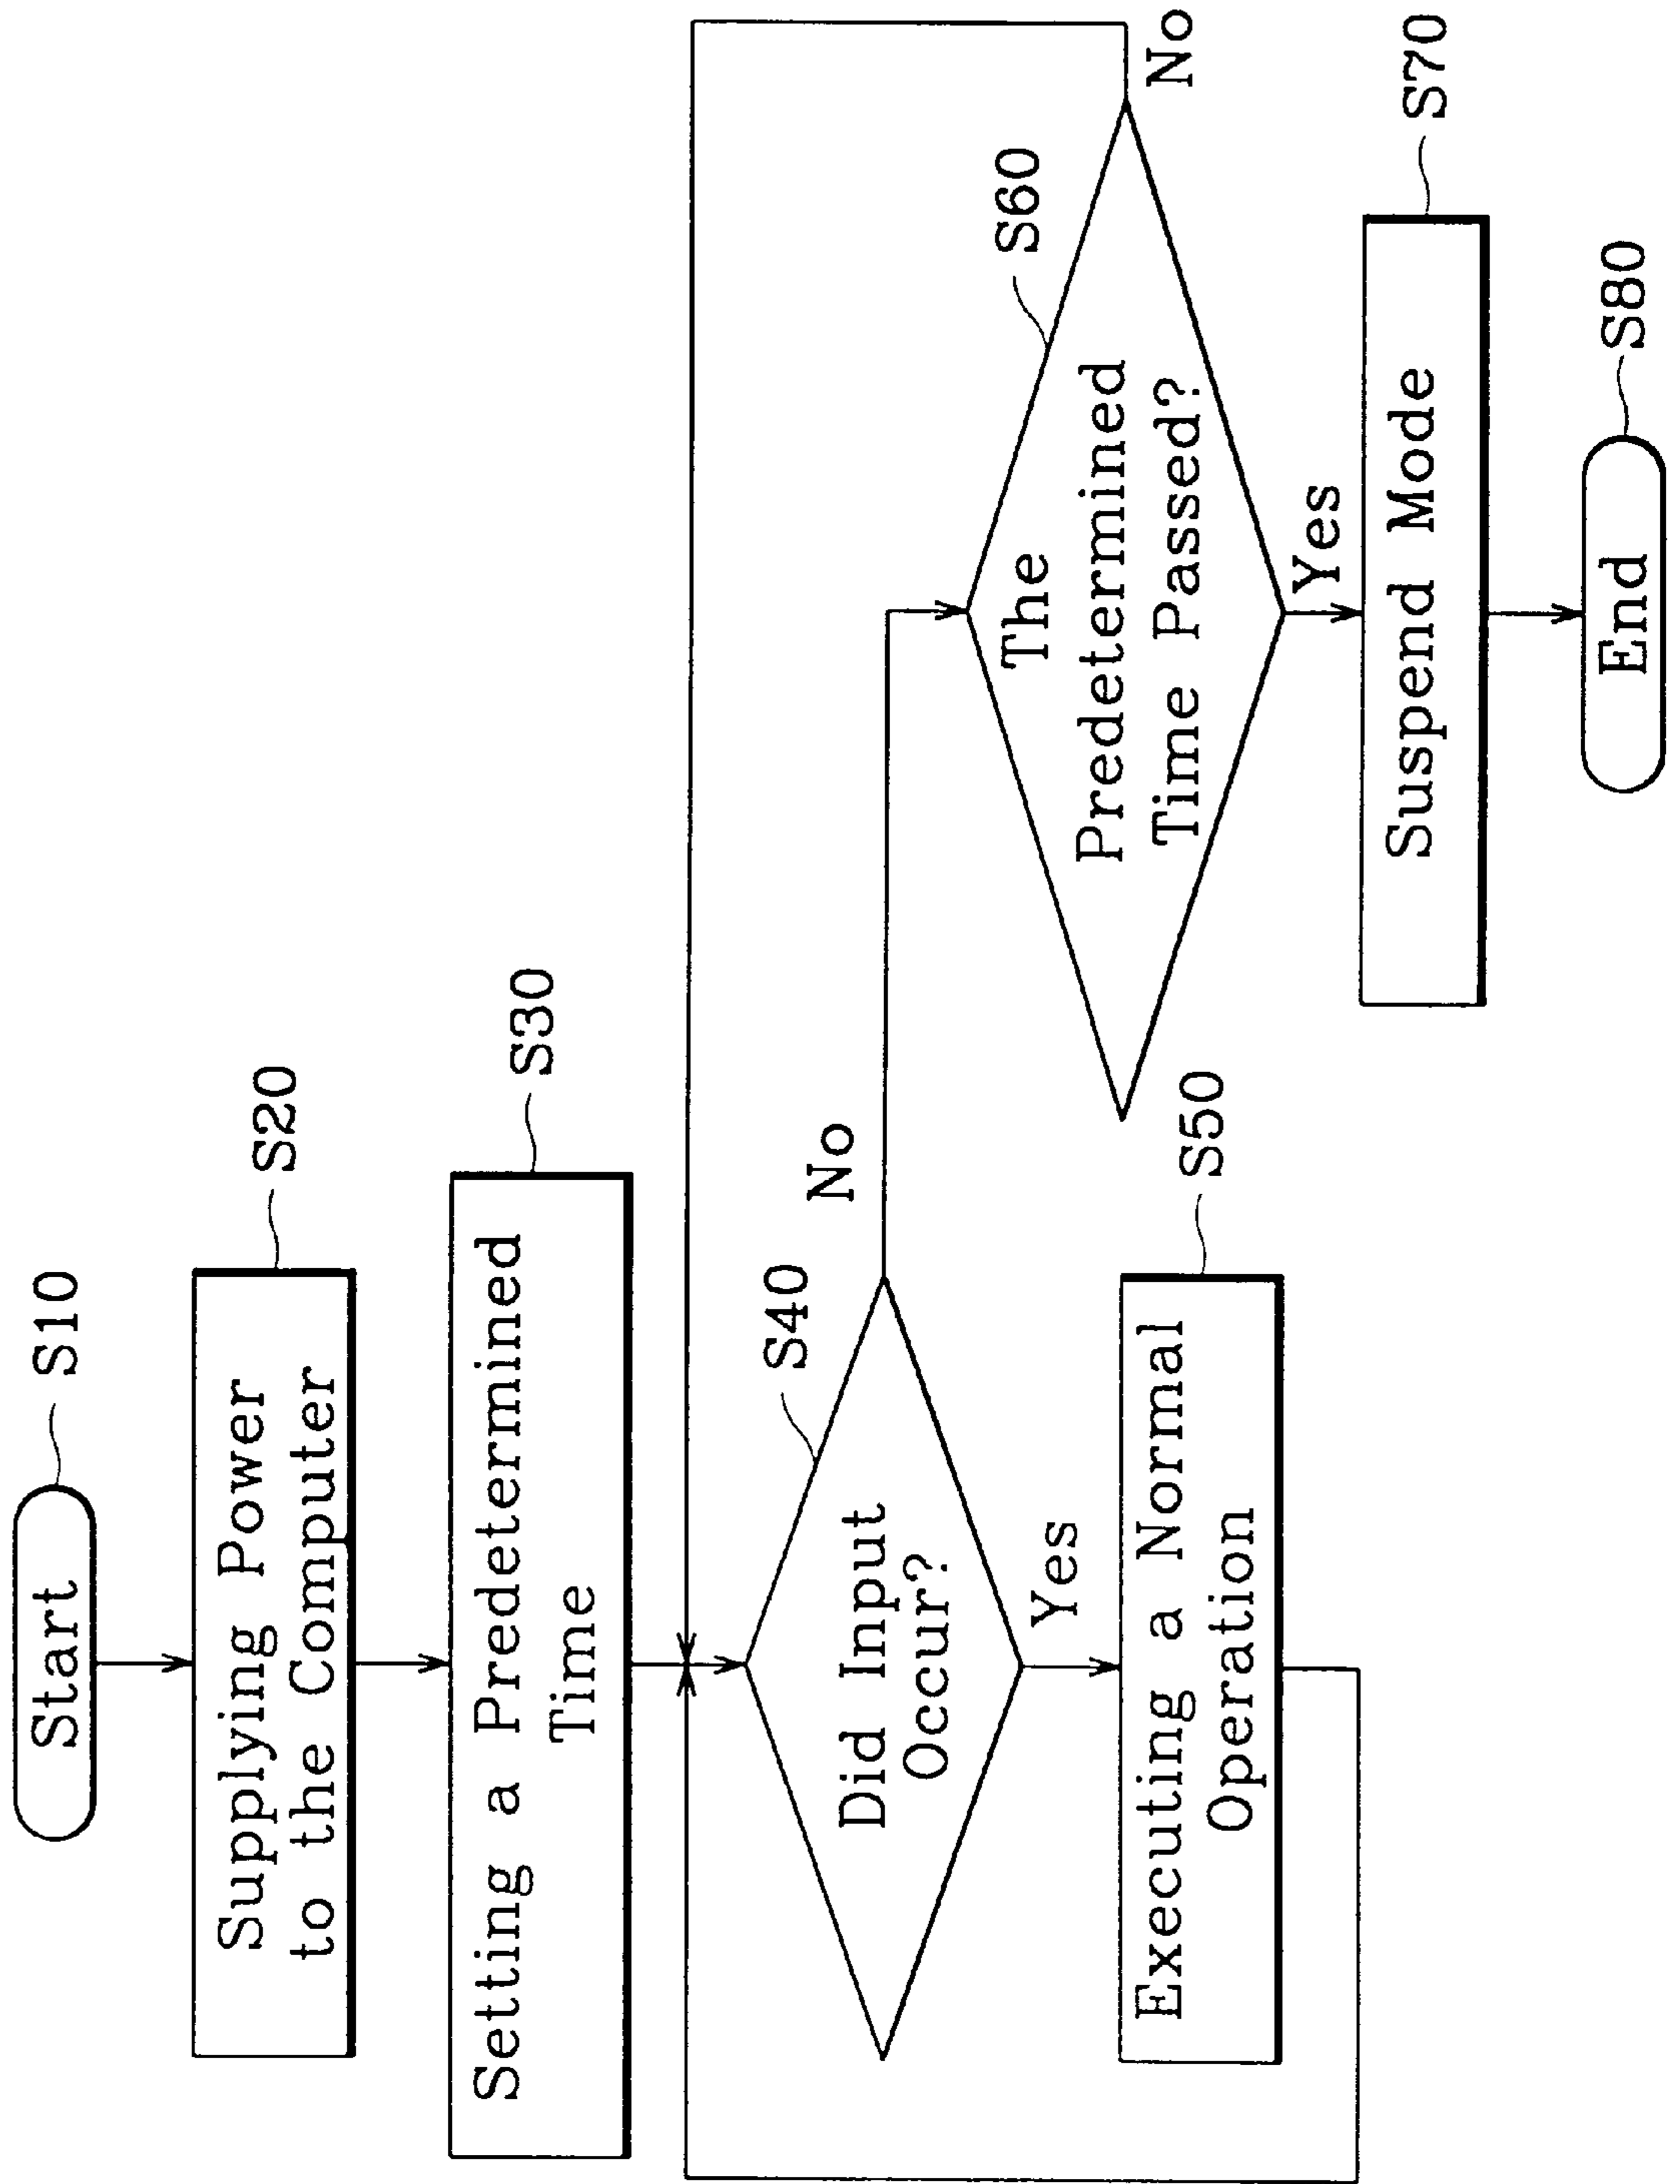 Start
S10
Supplying Power
to the Computer
S20
Setting a Predetermined
Time
S30
Did Input
Occur?
S40
No
Yes
Executing a Normal
Operation
S50
The
Predetermined
Time Passed?
S60
No
Yes
Suspend Mode
S70
End
S80